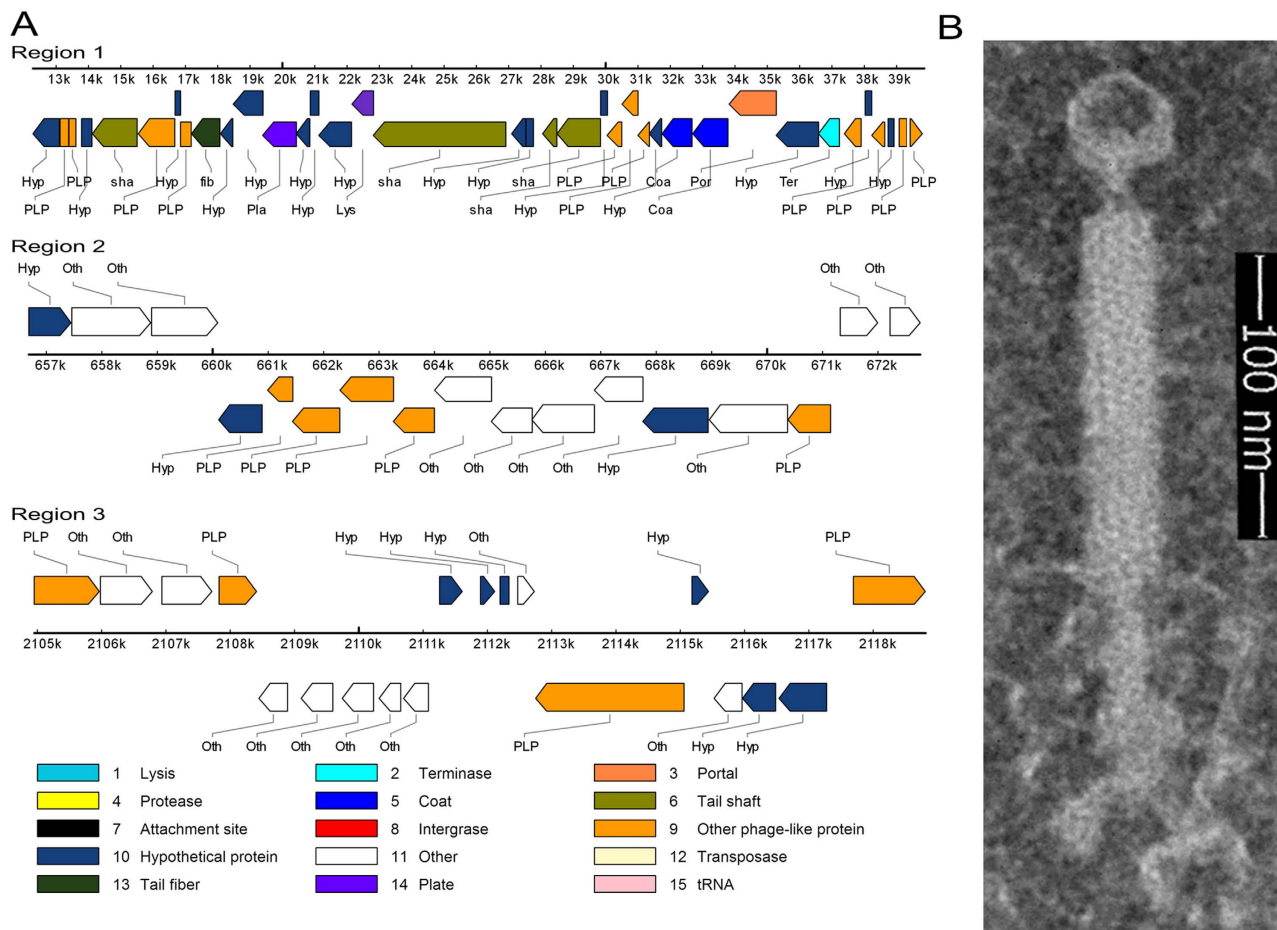 A
B
Region 1
13k 14k 15k 16k 17k 18k 19k 20k 21k 22k 23k 24k 25k 26k 27k 28k 29k 30k 31k 32k 33k 34k 35k 36k 37k 38k 39k
Hyp PLP sha Hyp fib Hyp Hyp Hyp sha Hyp Hyp sha PLP PLP Coa Por Hyp Ter Hyp Hyp PLP
PLP Hyp PLP PLP Hyp Pla Hyp Lys sha Hyp PLP Hyp Coa PLP PLP PLP
Region 2
Hyp Oth Oth Oth Oth
657k 658k 659k 660k 661k 662k 663k 664k 665k 666k 667k 668k 669k 670k 671k 672k
Hyp PLP PLP PLP PLP Oth Oth Oth Oth Hyp Oth PLP
Region 3
PLP Oth Oth PLP Hyp Hyp Hyp Oth Hyp PLP
2105k 2106k 2107k 2108k 2109k 2110k 2111k 2112k 2113k 2114k 2115k 2116k 2117k 2118k
Oth Oth Oth Oth Oth PLP Oth Hyp Hyp
1 Lysis 2 Terminase 3 Portal
4 Protease 5 Coat 6 Tail shaft
7 Attachment site 8 Intergrase 9 Other phage-like protein
10 Hypothetical protein 11 Other 12 Transposase
13 Tail fiber 14 Plate 15 tRNA
100 nm